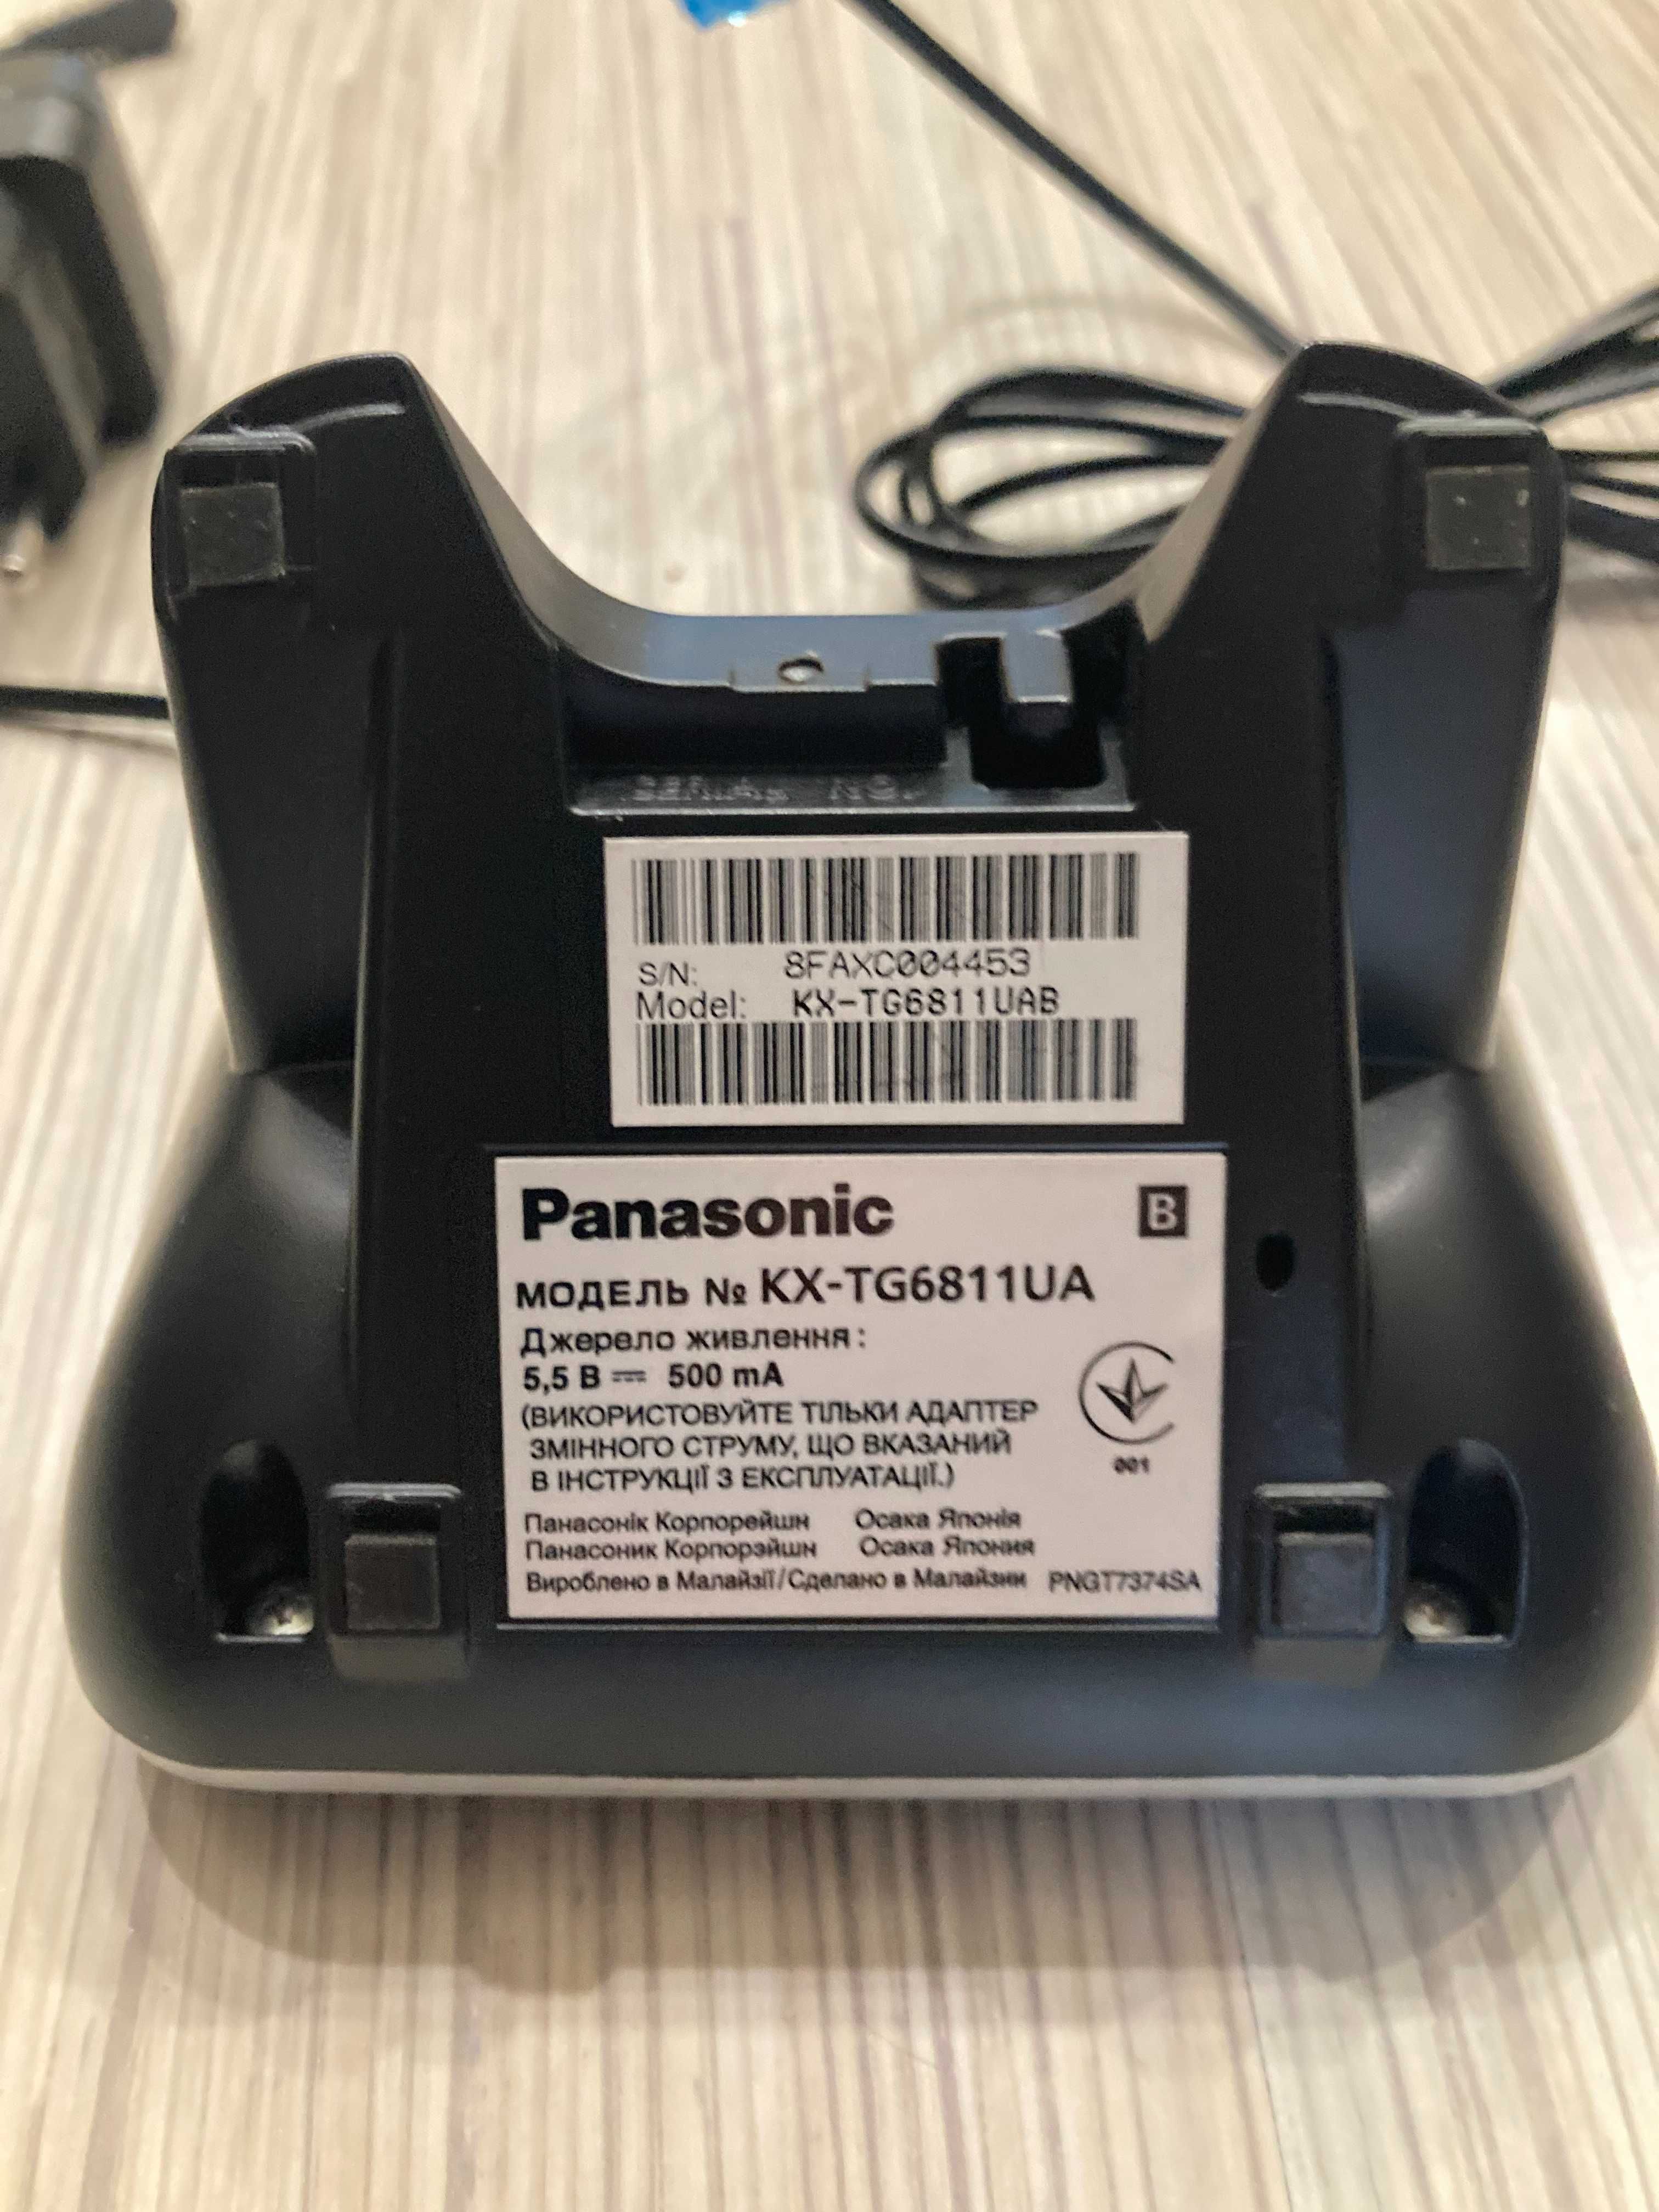 SERIAL NO.
S/N: 8FAXC004453
Model: KX-TG6811UAB
Panasonic B
МОДЕЛЬ № KX-TG6811UA
Джерело живлення:
5,5 В ⎓ 500 mA
(ВИКОРИСТОВУЙТЕ ТІЛЬКИ АДАПТЕР
ЗМІННОГО СТРУМУ, ЩО ВКАЗАНИЙ
В ІНСТРУКЦІЇ З ЕКСПЛУАТАЦІЇ.)
001
Панасонік Корпорейшн Осака Японія
Панасоник Корпорэйшн Осака Япония
Вироблено в Малайзії/Сделано в Малайзии PNGT7374SA